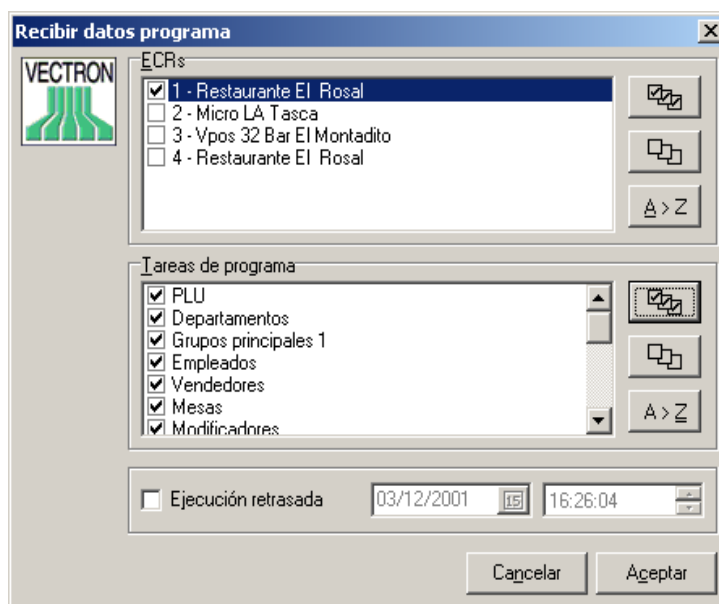 Recibir datos programa
VECTRON
ECRs
1 - Restaurante El Rosal
2 - Micro LA Tasca
3 - Vpos 32 Bar El Montadito
4 - Restaurante El Rosal
A > Z
Tareas de programa
PLU
Departamentos
Grupos principales 1
Empleados
Vendedores
Mesas
Modificadores
A > Z
Ejecución retrasada
03/12/2001
15
16:26:04
Cancelar
Aceptar